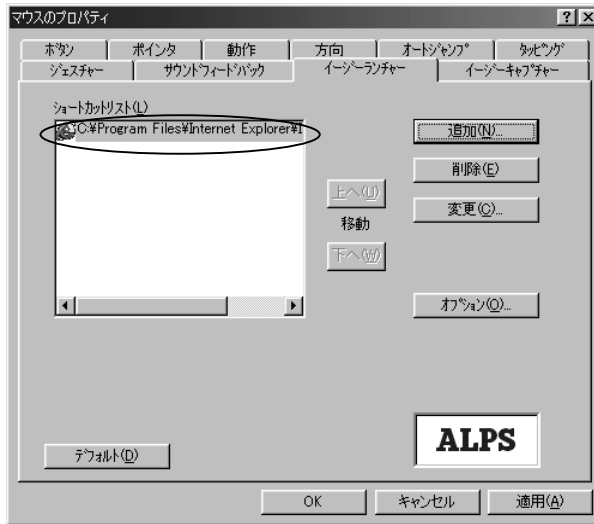 マウスのプロパティ
ボタン ポインタ 動作 方向 オートジャンプ タッピング
ジェスチャー サウンドフィードバック イージーランチャー イージーキャプチャー
ショートカットリスト(L)
C:¥Program Files¥Internet Explorer¥I
追加(N)...
削除(E)
上へ(U)
変更(C)...
移動
下へ(W)
オプション(O)...
ALPS
デフォルト(D)
OK キャンセル 適用(A)